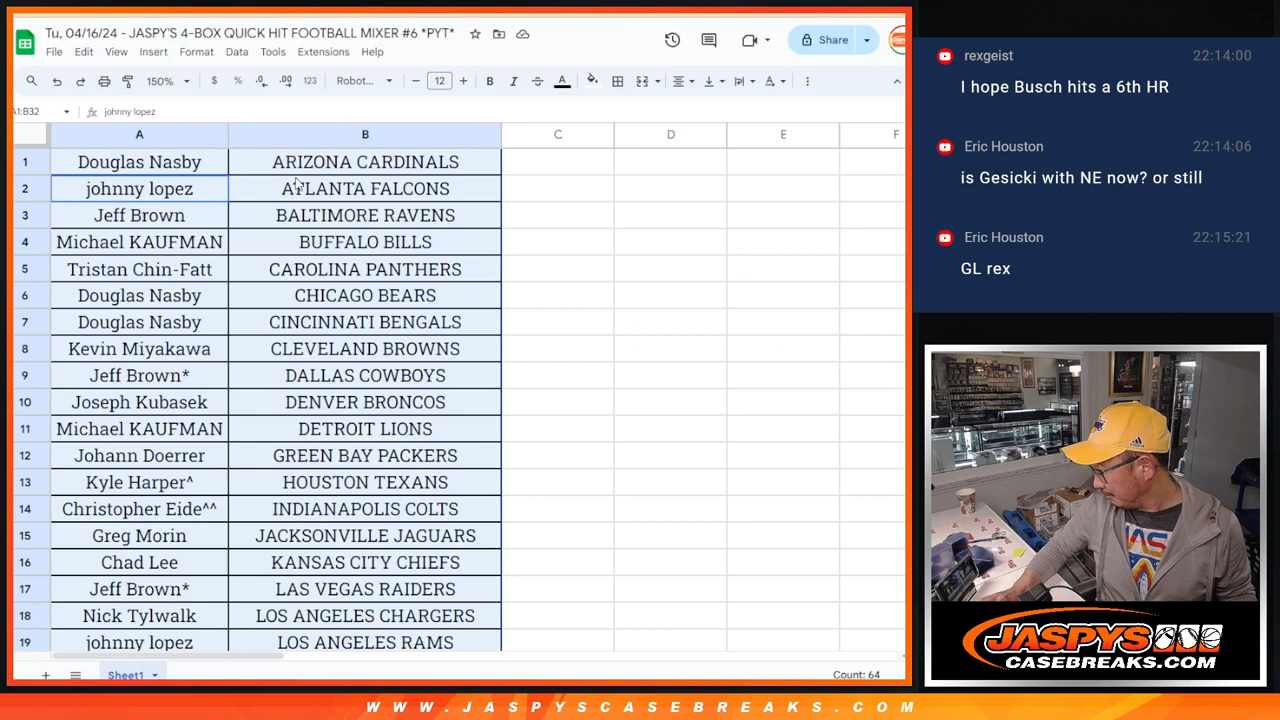 Tu, 04/16/24 - JASPY'S 4-BOX QUICK HIT FOOTBALL MIXER #6 *PYT*
File Edit View Insert Format Data Tools Extensions Help
Share
150% $ % .0 .00 123 Robot... 12 B I A
A1:B32 fx johnny lopez
A B C D E F
1 Douglas Nasby ARIZONA CARDINALS
2 johnny lopez ATLANTA FALCONS
3 Jeff Brown BALTIMORE RAVENS
4 Michael KAUFMAN BUFFALO BILLS
5 Tristan Chin-Fatt CAROLINA PANTHERS
6 Douglas Nasby CHICAGO BEARS
7 Douglas Nasby CINCINNATI BENGALS
8 Kevin Miyakawa CLEVELAND BROWNS
9 Jeff Brown* DALLAS COWBOYS
10 Joseph Kubasek DENVER BRONCOS
11 Michael KAUFMAN DETROIT LIONS
12 Johann Doerrer GREEN BAY PACKERS
13 Kyle Harper^ HOUSTON TEXANS
14 Christopher Eide^^ INDIANAPOLIS COLTS
15 Greg Morin JACKSONVILLE JAGUARS
16 Chad Lee KANSAS CITY CHIEFS
17 Jeff Brown* LAS VEGAS RAIDERS
18 Nick Tylwalk LOS ANGELES CHARGERS
19 johnny lopez LOS ANGELES RAMS
Sheet1
Count: 64
rexgeist 22:14:00
I hope Busch hits a 6th HR
Eric Houston 22:14:06
is Gesicki with NE now? or still
Eric Houston 22:15:21
GL rex
JASPYS
CASEBREAKS.COM
WWW.JASPYSCASEBREAKS.COM